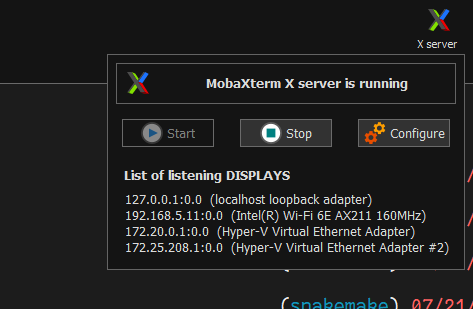 X server
MobaXterm X server is running
Start
Stop
Configure
List of listening DISPLAYS
127.0.0.1:0.0 (localhost loopback adapter)
192.168.5.11:0.0 (Intel(R) Wi-Fi 6E AX211 160MHz)
172.20.0.1:0.0 (Hyper-V Virtual Ethernet Adapter)
172.25.208.1:0.0 (Hyper-V Virtual Ethernet Adapter #2)
(snakemake) 07/21/